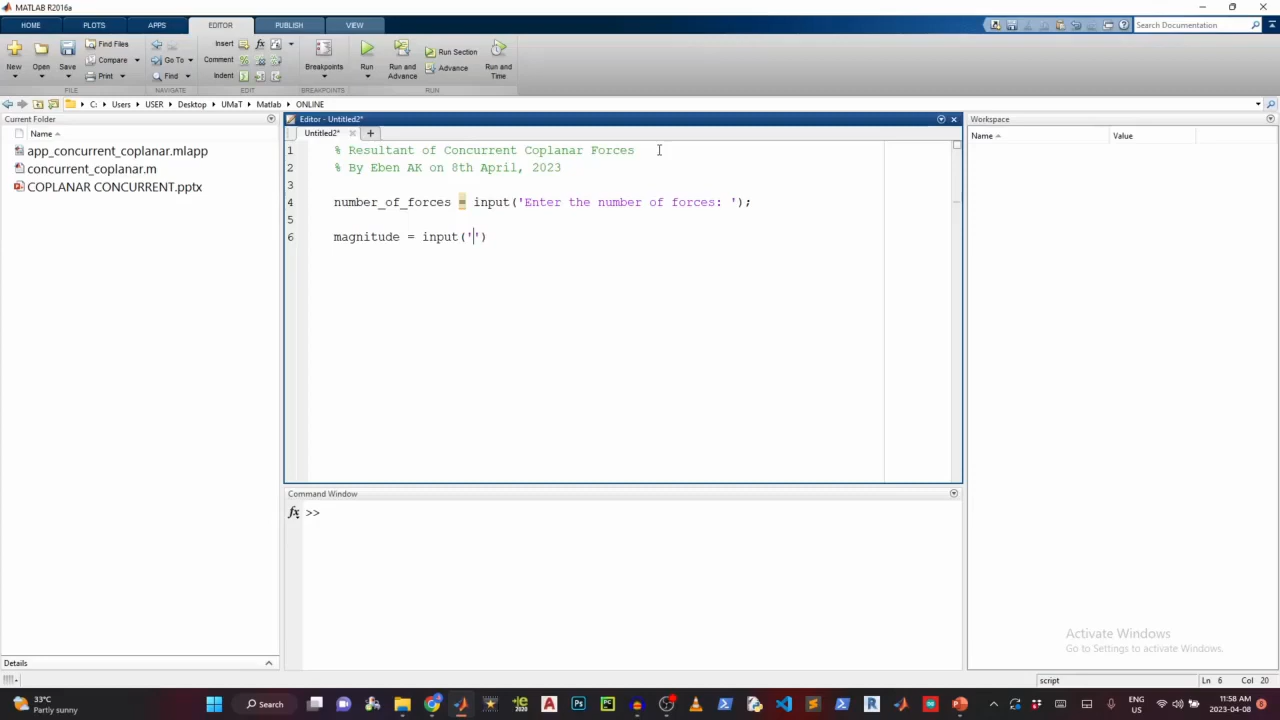 MATLAB R2016a
HOME PLOTS APPS EDITOR PUBLISH VIEW
Search Documentation
New Open Save Find Files Compare Print
Go To Find
Insert Comment Indent
Breakpoints
Run Run and Advance Run Section Advance Run and Time
FILE NAVIGATE EDIT BREAKPOINTS RUN
C: Users USER Desktop UMaT Matlab ONLINE
Current Folder
Name
app_concurrent_coplanar.mlapp
concurrent_coplanar.m
COPLANAR CONCURRENT.pptx
Details
Editor - Untitled2*
Untitled2*
1 % Resultant of Concurrent Coplanar Forces
2 % By Eben AK on 8th April, 2023
3
4 number_of_forces = input('Enter the number of forces: ');
5
6 magnitude = input('')
Command Window
fx >>
Workspace
Name Value
Activate Windows
Go to Settings to activate Windows.
script Ln 6 Col 20
33°C
Partly sunny
Search
ENG
US
11:58 AM
2023-04-08